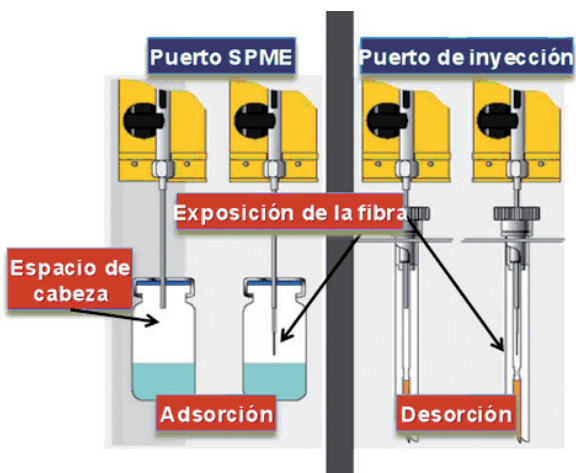 Puerto SPME
Puerto de inyección
Exposición de la fibra
Espacio de
cabeza
Adsorción
Desorción